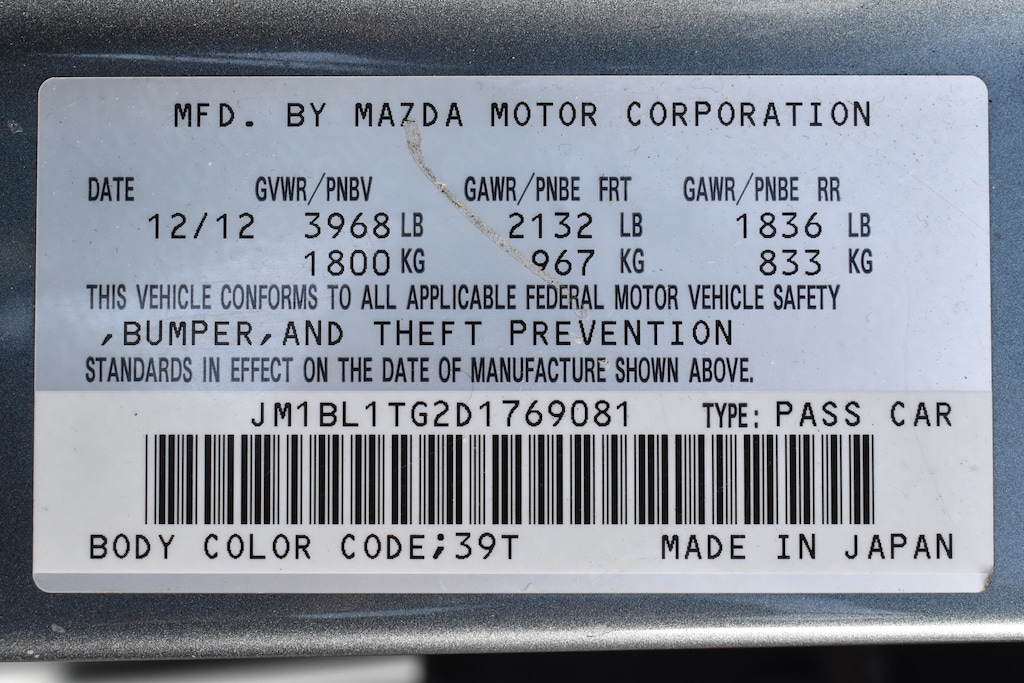 MFD. BY MAZDA MOTOR CORPORATION
DATE GVWR/PNBV GAWR/PNBE FRT GAWR/PNBE RR
12/12 3968 LB 2132 LB 1836 LB
1800 KG 967 KG 833 KG
THIS VEHICLE CONFORMS TO ALL APPLICABLE FEDERAL MOTOR VEHICLE SAFETY
,BUMPER,AND THEFT PREVENTION
STANDARDS IN EFFECT ON THE DATE OF MANUFACTURE SHOWN ABOVE.
JM1BL1TG2D1769081 TYPE: PASS CAR
BODY COLOR CODE;39T MADE IN JAPAN